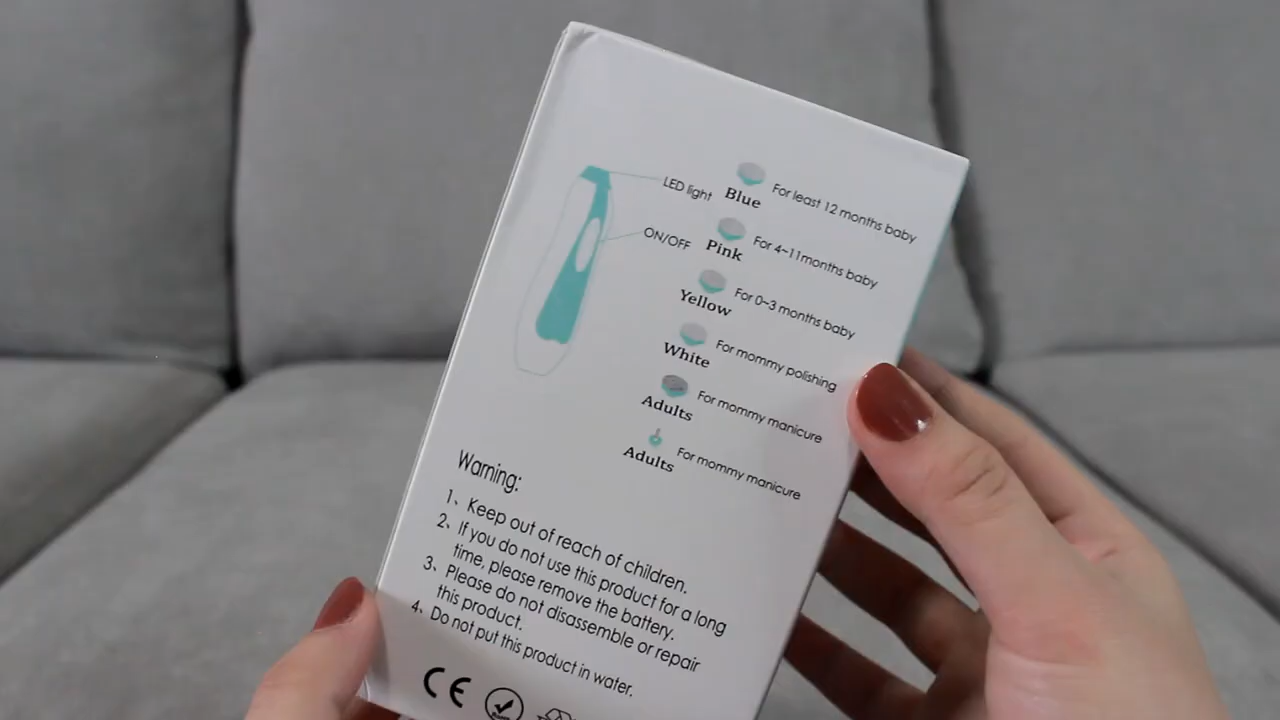 LED light
ON/OFF
Blue For least 12 months baby
Pink For 4~11months baby
Yellow For 0~3 months baby
White For mommy polishing
Adults For mommy manicure
Adults For mommy manicure
Warning:
1、Keep out of reach of children.
2、If you do not use this product for a long
time, please remove the battery.
3、Please do not disassemble or repair
this product.
4、Do not put this product in water.
CE